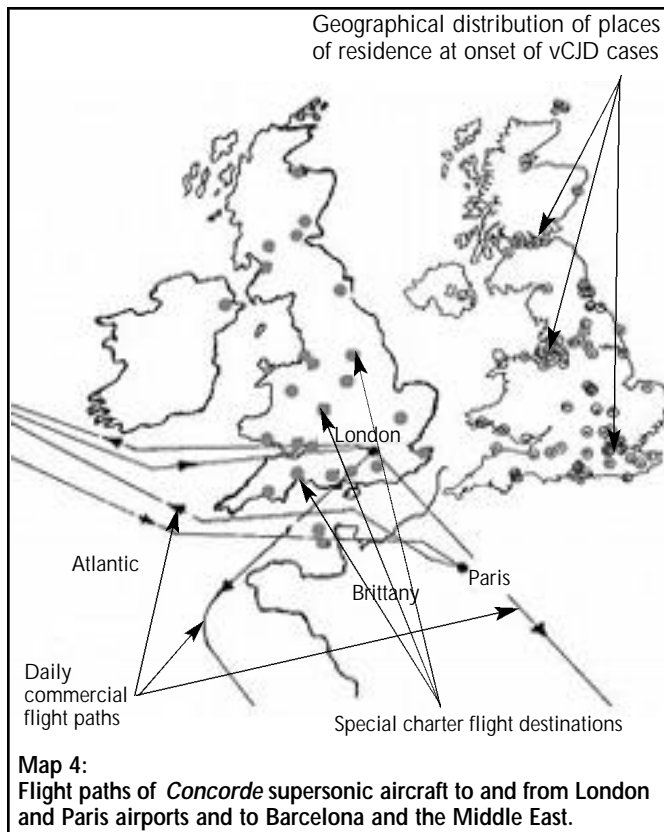 Geographical distribution of places
of residence at onset of vCJD cases
London
Atlantic
Brittany
Paris
Daily
commercial
flight paths
Special charter flight destinations
Map 4:
Flight paths of Concorde supersonic aircraft to and from London
and Paris airports and to Barcelona and the Middle East.